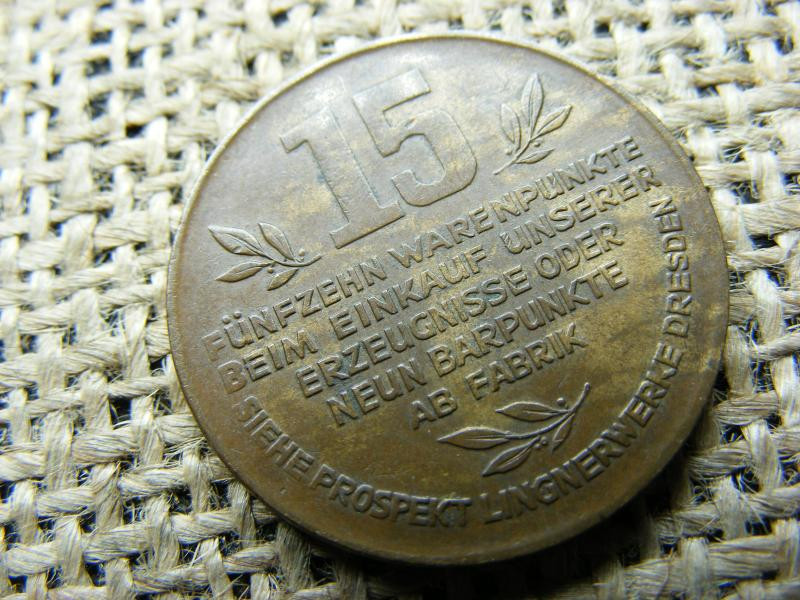 15
FÜNFZEHN WARENPUNKTE
BEIM EINKAUF UNSERER
ERZEUGNISSE ODER
NEUN BARPUNKTE
AB FABRIK
SIEHE PROSPEKT LINGNERWERKE DRESDEN